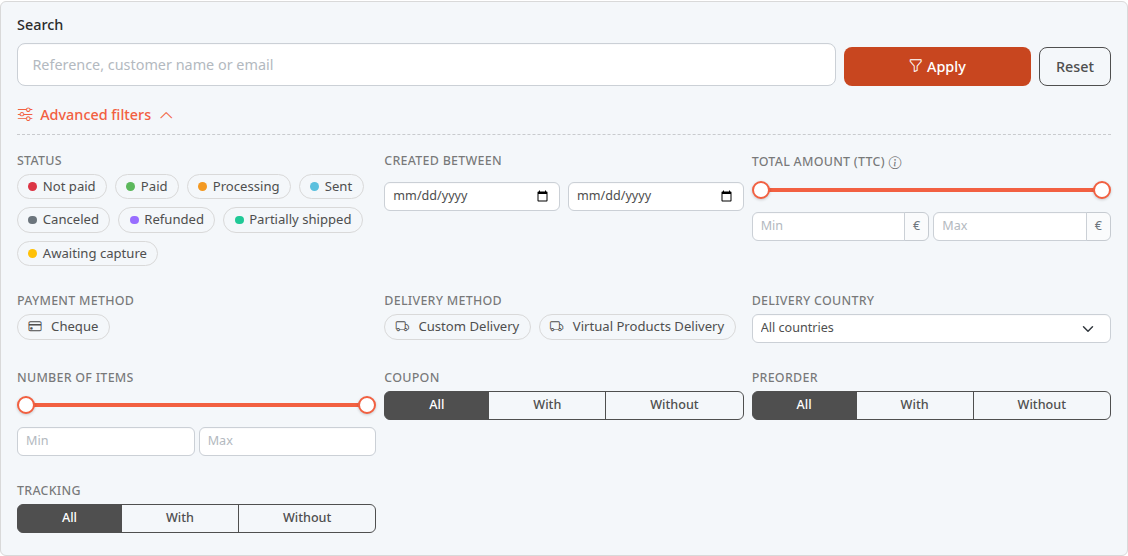 Search
Reference, customer name or email
Apply
Reset
Advanced filters
STATUS
Not paid
Paid
Processing
Sent
Canceled
Refunded
Partially shipped
Awaiting capture
CREATED BETWEEN
mm/dd/yyyy
mm/dd/yyyy
TOTAL AMOUNT (TTC)
Min €
Max €
PAYMENT METHOD
Cheque
DELIVERY METHOD
Custom Delivery
Virtual Products Delivery
DELIVERY COUNTRY
All countries
NUMBER OF ITEMS
Min
Max
COUPON
All
With
Without
PREORDER
All
With
Without
TRACKING
All
With
Without